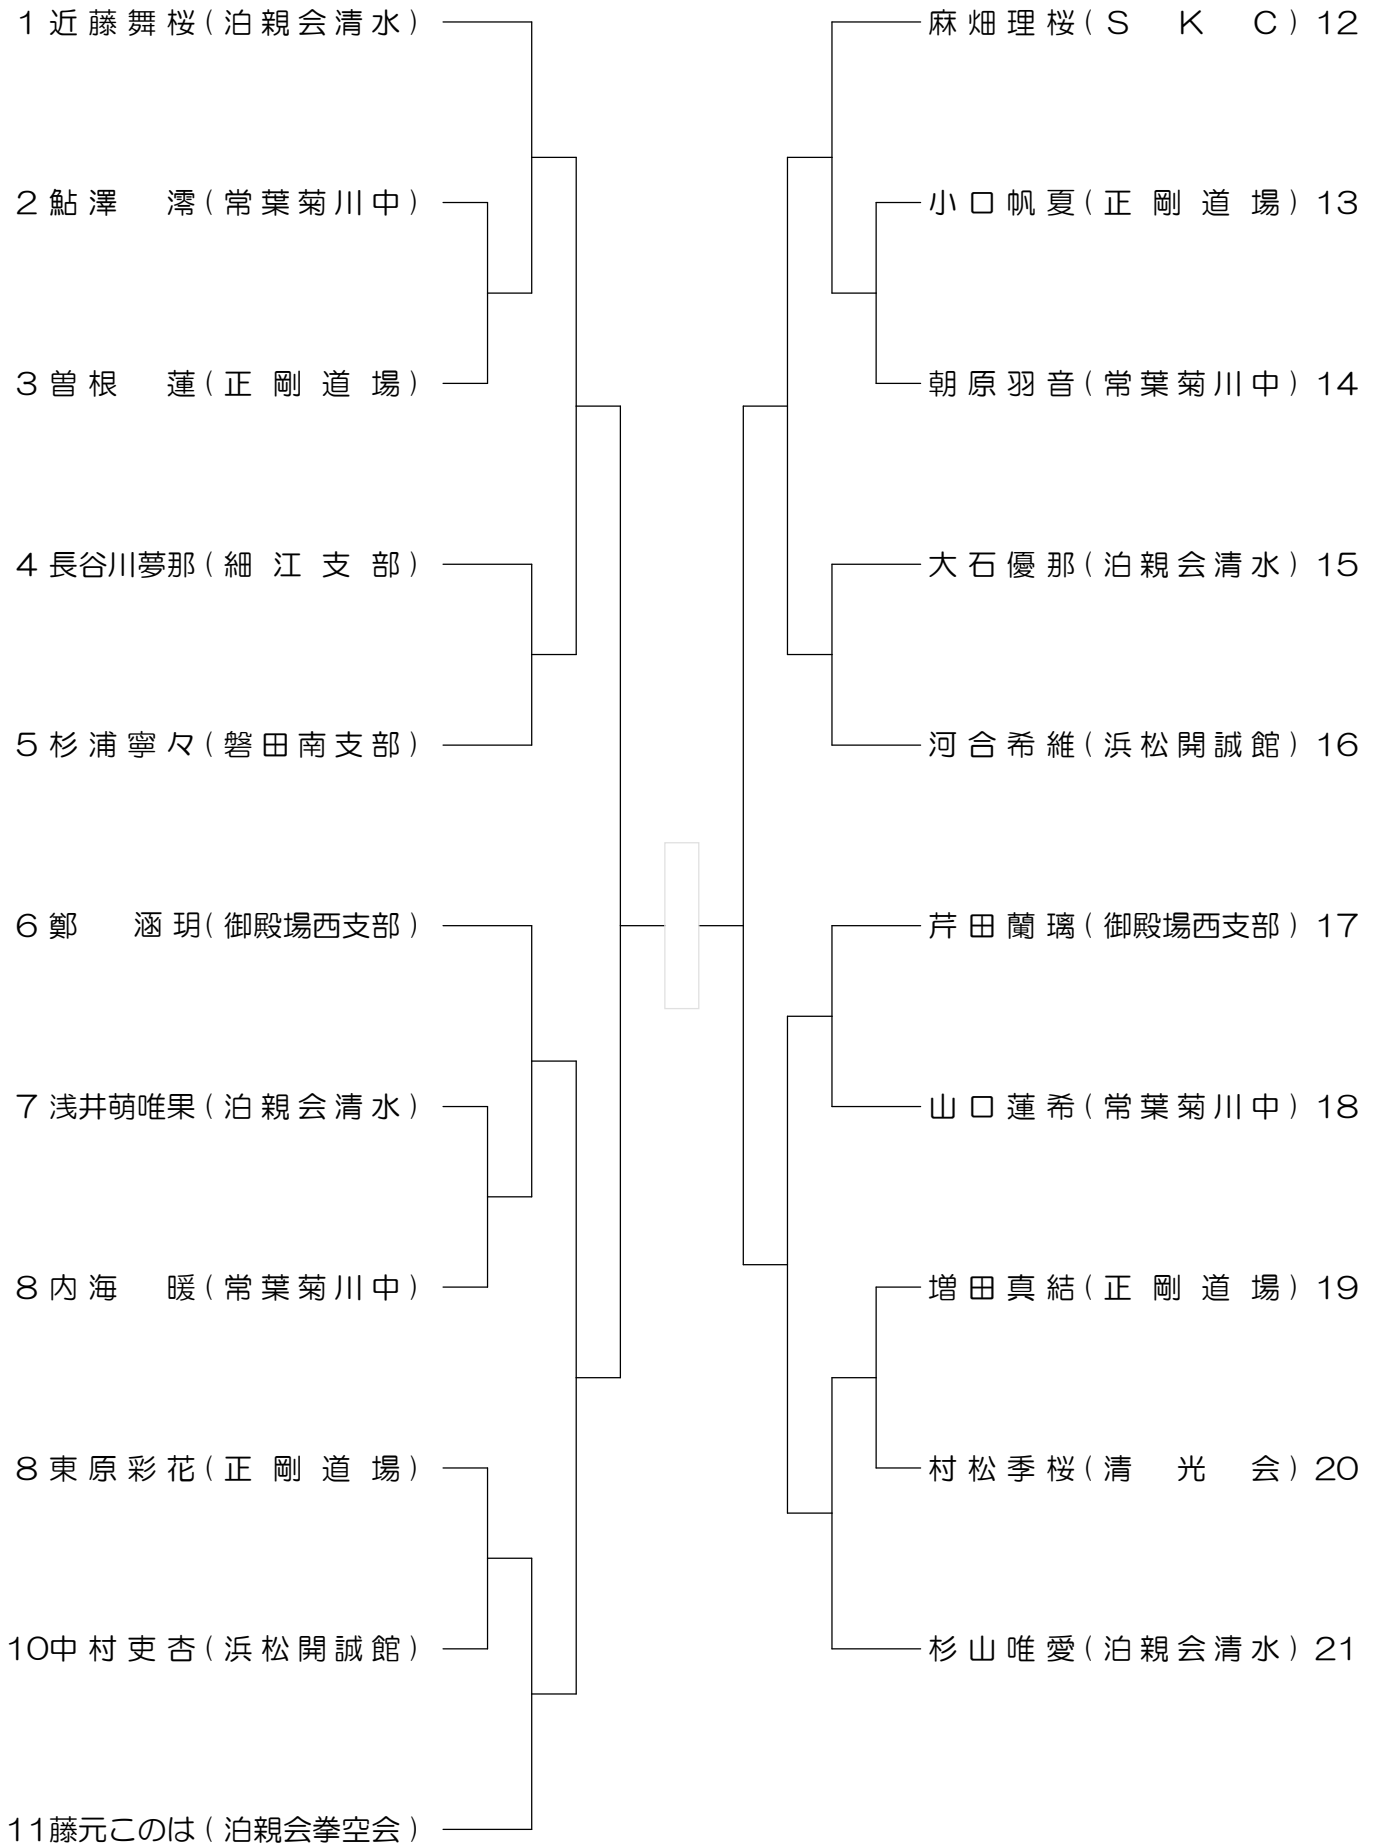 1 近藤舞桜(泊親会清水)
2 鮎澤　澪(常葉菊川中)
3 曽根　蓮(正剛道場)
4 長谷川夢那(細江支部)
5 杉浦寧々(磐田南支部)
6 鄭　涵玥(御殿場西支部)
7 浅井萌唯果(泊親会清水)
8 内海　暖(常葉菊川中)
8 東原彩花(正剛道場)
10 中村吏杏(浜松開誠館)
11 藤元このは(泊親会拳空会)
麻畑理桜(SKC) 12
小口帆夏(正剛道場) 13
朝原羽音(常葉菊川中) 14
大石優那(泊親会清水) 15
河合希維(浜松開誠館) 16
芹田蘭璃(御殿場西支部) 17
山口蓮希(常葉菊川中) 18
増田真結(正剛道場) 19
村松季桜(清光会) 20
杉山唯愛(泊親会清水) 21